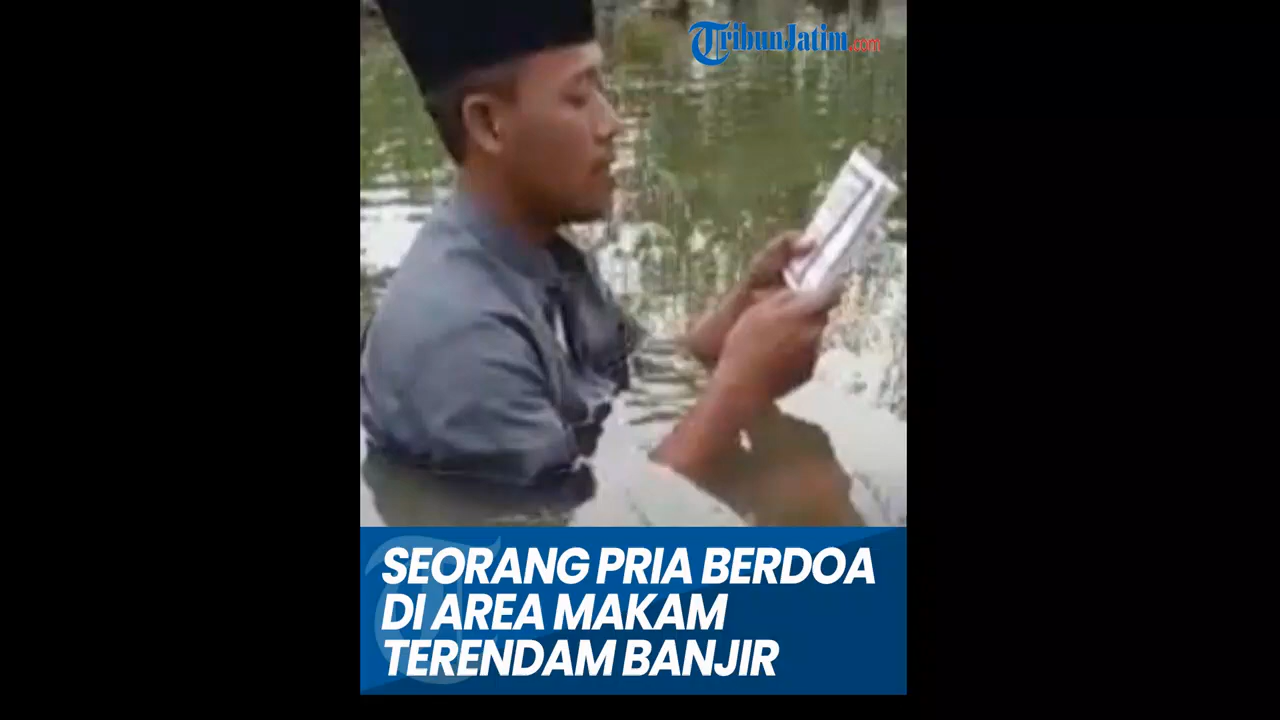 TribunJatim.com
SEORANG PRIA BERDOA
DI AREA MAKAM
TERENDAM BANJIR